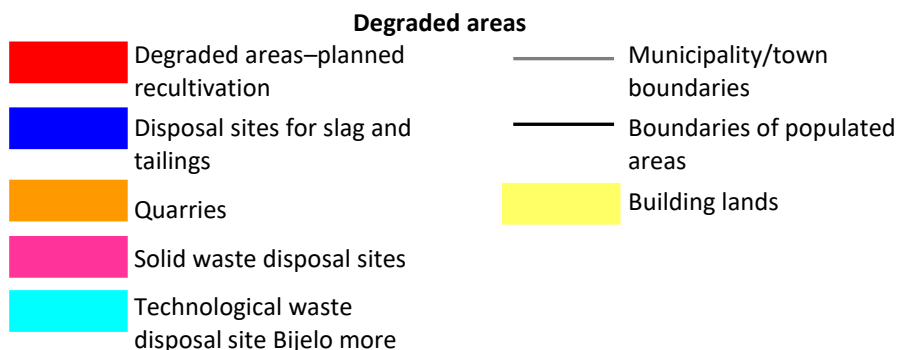 Degraded areas
Degraded areas–planned
recultivation
Disposal sites for slag and
tailings
Quarries
Solid waste disposal sites
Technological waste
disposal site Bijelo more
Municipality/town
boundaries
Boundaries of populated
areas
Building lands